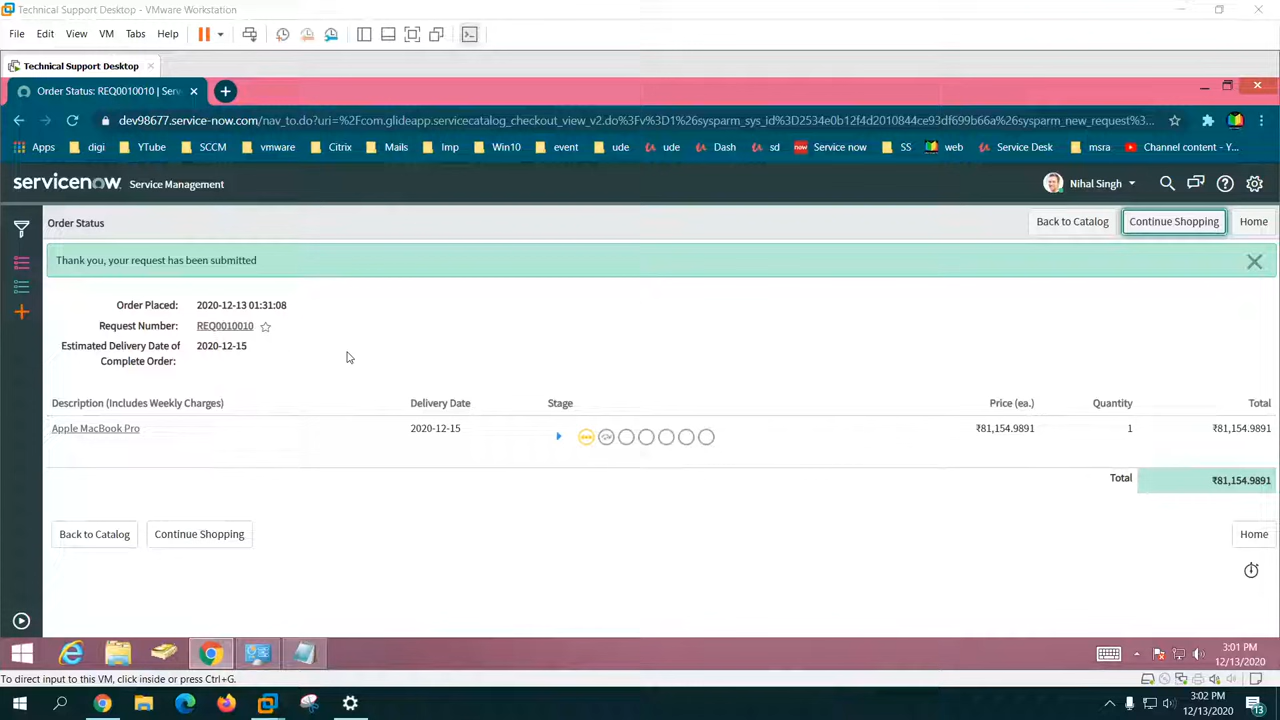 Technical Support Desktop - VMware Workstation
File Edit View VM Tabs Help
Technical Support Desktop
Order Status: REQ0010010 | Serv
dev98677.service-now.com/nav_to.do?uri=%2Fcom.glideapp.servicecatalog_checkout_view_v2.do%3Fv%3D1%26sysparm_sys_id%3D2534e0b12f4d2010844ce93df699b66a%26sysparm_new_request%3...
Apps digi YTube SCCM vmware Citrix Mails Imp Win10 event ude ude Dash sd Service now SS web Service Desk msra Channel content - Y...
servicenow Service Management Nihal Singh
Order Status Back to Catalog Continue Shopping Home
Thank you, your request has been submitted
Order Placed: 2020-12-13 01:31:08
Request Number: REQ0010010
Estimated Delivery Date of Complete Order: 2020-12-15
Description (Includes Weekly Charges) Delivery Date Stage Price (ea.) Quantity Total
Apple MacBook Pro 2020-12-15 ₹81,154.9891 1 ₹81,154.9891
Total ₹81,154.9891
Back to Catalog Continue Shopping Home
3:01 PM
12/13/2020
To direct input to this VM, click inside or press Ctrl+G.
3:02 PM
12/13/2020
13